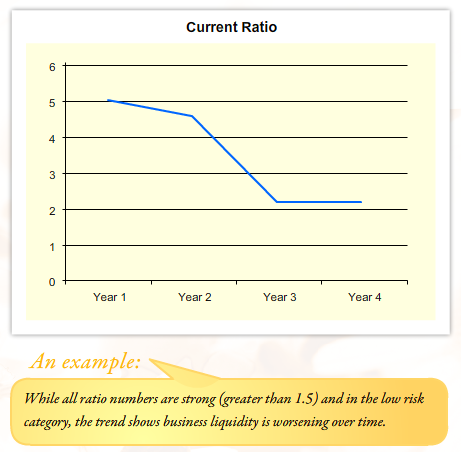 Current Ratio
6
5
4
3
2
1
0
Year 1 Year 2 Year 3 Year 4
An example:
While all ratio numbers are strong (greater than 1.5) and in the low risk
category, the trend shows business liquidity is worsening over time.